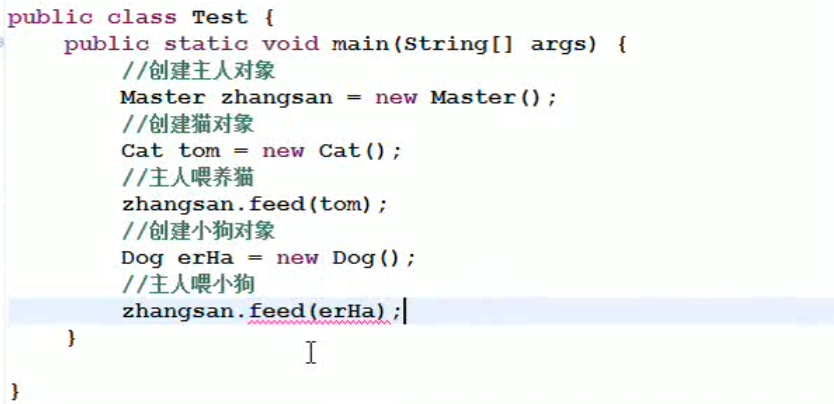 public class Test {
public static void main(String[] args) {
//创建主人对象
Master zhangsan = new Master();
//创建猫对象
Cat tom = new Cat();
//主人喂养猫
zhangsan.feed(tom);
//创建小狗对象
Dog erHa = new Dog();
//主人喂小狗
zhangsan.feed(erHa);
}
}